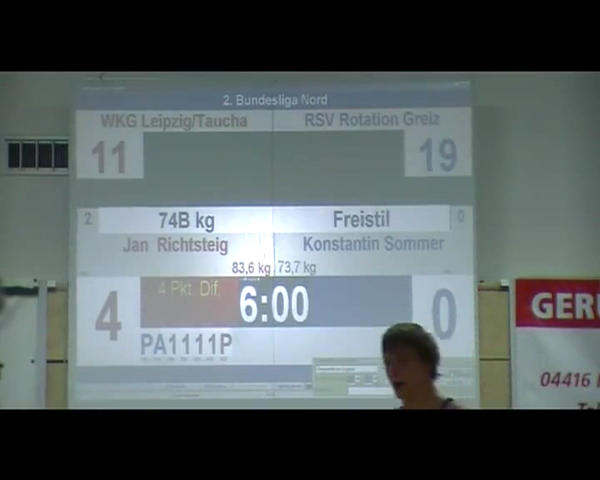 2. Bundesliga Nord
WKG Leipzig/Taucha RSV Rotation Greiz
11 19
2 74B kg Freistil 0
Jan Richtsteig Konstantin Sommer
83,6 kg 73,7 kg
4 4 Pkt. Dif. 6:00 0
PA1111P
GERU
04416